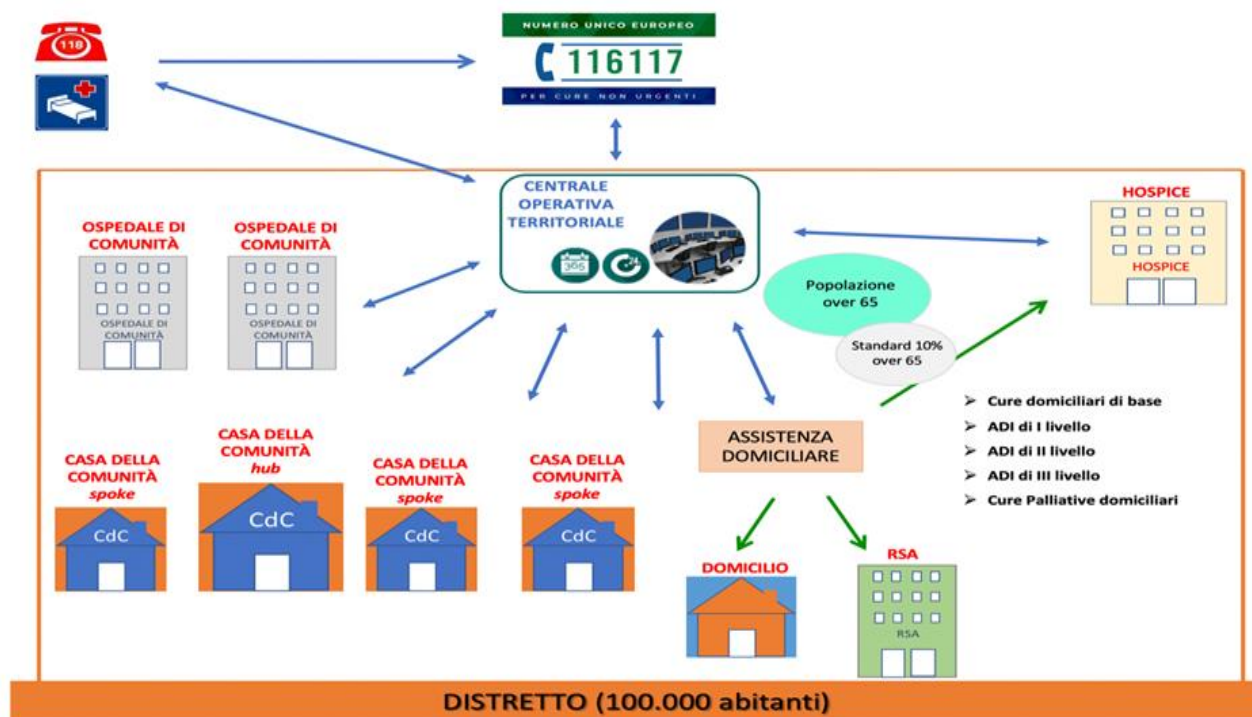 118
NUMERO UNICO EUROPEO
116117
PER CURE NON URGENTI
CENTRALE
OPERATIVA
TERRITORIALE
365
24
HOSPICE
HOSPICE
OSPEDALE DI
COMUNITÀ
OSPEDALE DI
COMUNITÀ
OSPEDALE DI
COMUNITÀ
OSPEDALE DI
COMUNITÀ
Popolazione
over 65
Standard 10%
over 65
ASSISTENZA
DOMICILIARE
➢ Cure domiciliari di base
➢ ADI di I livello
➢ ADI di II livello
➢ ADI di III livello
➢ Cure Palliative domiciliari
CASA DELLA
COMUNITÀ
spoke
CdC
CASA DELLA
COMUNITÀ
hub
CdC
CASA DELLA
COMUNITÀ
spoke
CdC
CASA DELLA
COMUNITÀ
spoke
CdC
DOMICILIO
RSA
RSA
DISTRETTO (100.000 abitanti)